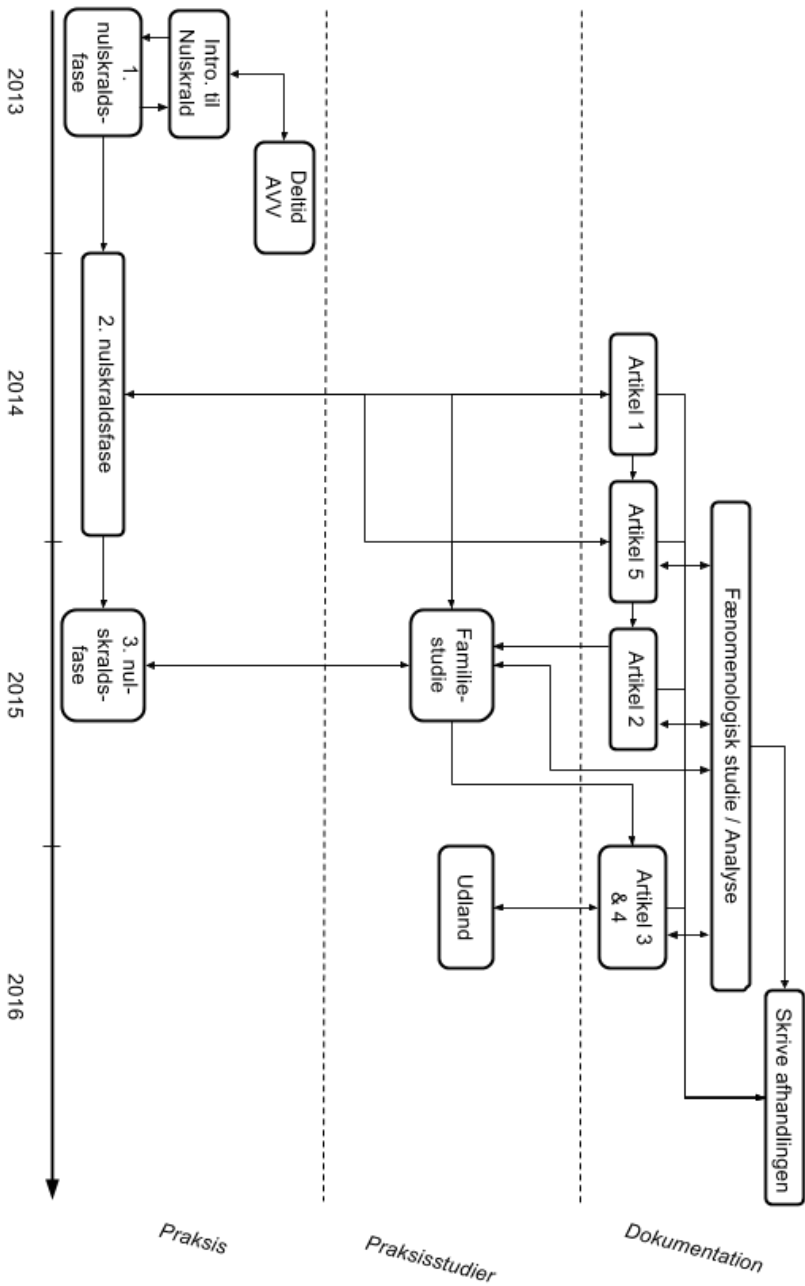 Skrive afhandlingen
Fænomenologisk studie / Analyse
Artikel 1
Artikel 5
Artikel 2
Artikel 3
& 4
Dokumentation
Familie-
studie
Udland
Praksisstudier
Deltid
AVV
Intro. til
Nulskrald
1.
nulskralds-
fase
2. nulskraldsfase
3. nul-
skralds-
fase
Praksis
2013
2014
2015
2016